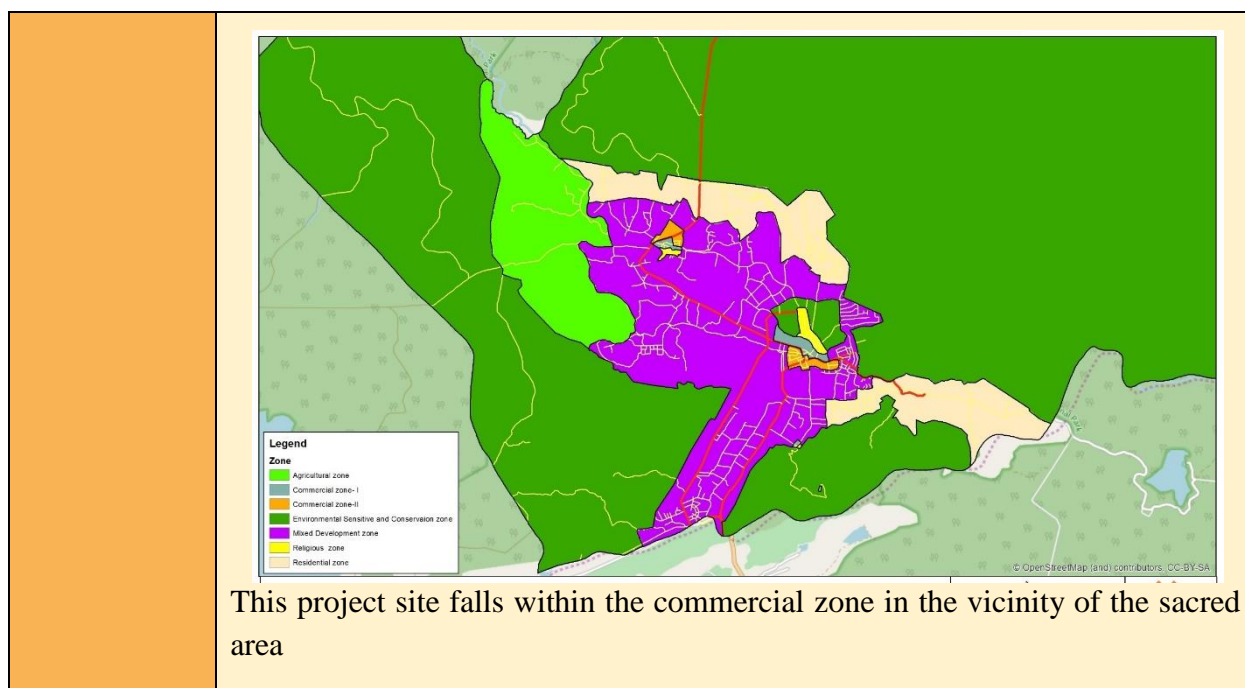 Legend
Zone
Agricultural zone
Commercial zone- I
Commercial zone-II
Environmental Sensitive and Conservaion zone
Mixed Development zone
Religious zone
Residential zone
© OpenStreetMap (and) contributors, CC-BY-SA
This project site falls within the commercial zone in the vicinity of the sacred
area